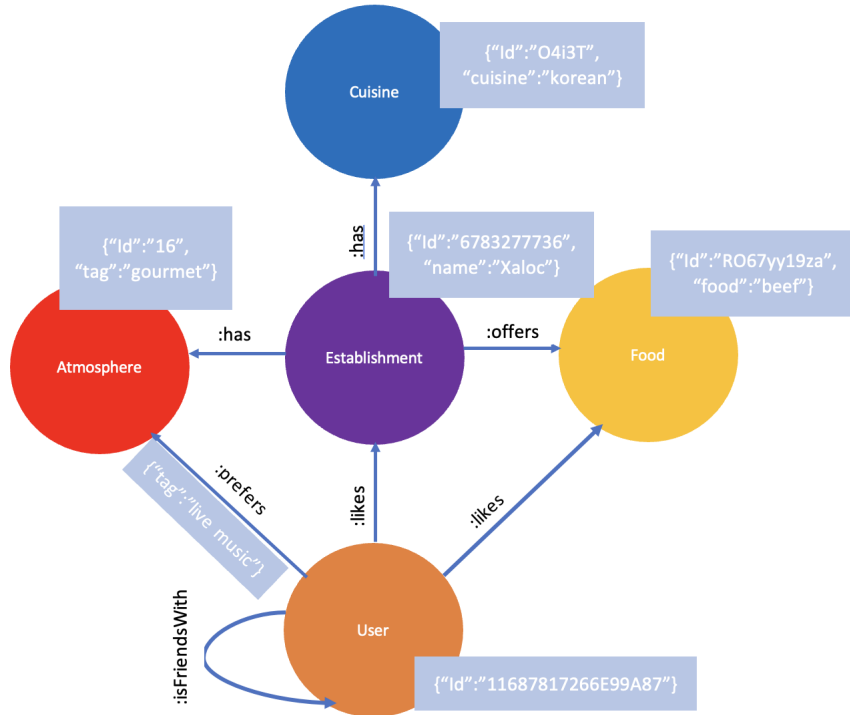 {“Id”:”O4i3T”,
“cuisine”:”korean”}
Cuisine
:has
{“Id”:”16”,
“tag”:”gourmet”}
{“Id”:”6783277736”,
“name”:”Xaloc”}
{“Id”:”RO67yy19za”,
“food”:”beef”}
:has
:offers
Atmosphere
Establishment
Food
:prefers
{“tag”:”live music”}
:likes
:likes
:isFriendsWith
User
{“Id”:”11687817266E99A87”}